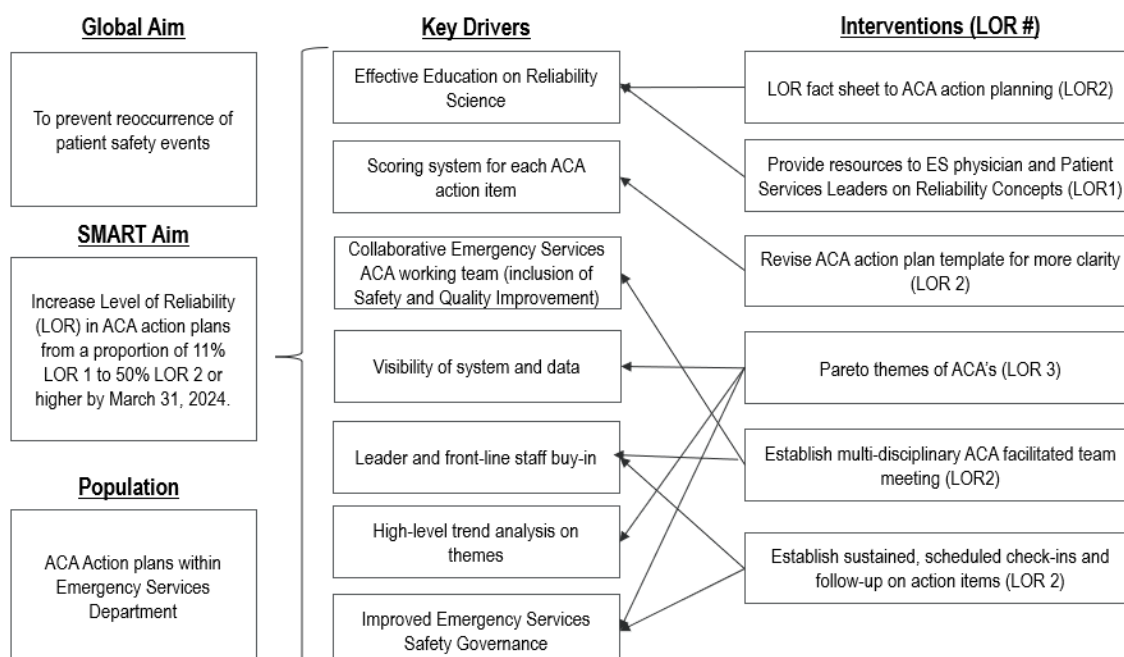 Global Aim
To prevent reoccurrence of
patient safety events
SMART Aim
Increase Level of Reliability
(LOR) in ACA action plans
from a proportion of 11%
LOR 1 to 50% LOR 2 or
higher by March 31, 2024.
Population
ACA Action plans within
Emergency Services
Department
Key Drivers
Effective Education on Reliability
Science
Scoring system for each ACA
action item
Collaborative Emergency Services
ACA working team (inclusion of
Safety and Quality Improvement)
Visibility of system and data
Leader and front-line staff buy-in
High-level trend analysis on
themes
Improved Emergency Services
Safety Governance
Interventions (LOR #)
LOR fact sheet to ACA action planning (LOR2)
Provide resources to ES physician and Patient
Services Leaders on Reliability Concepts (LOR1)
Revise ACA action plan template for more clarity
(LOR 2)
Pareto themes of ACA's (LOR 3)
Establish multi-disciplinary ACA facilitated team
meeting (LOR2)
Establish sustained, scheduled check-ins and
follow-up on action items (LOR 2)